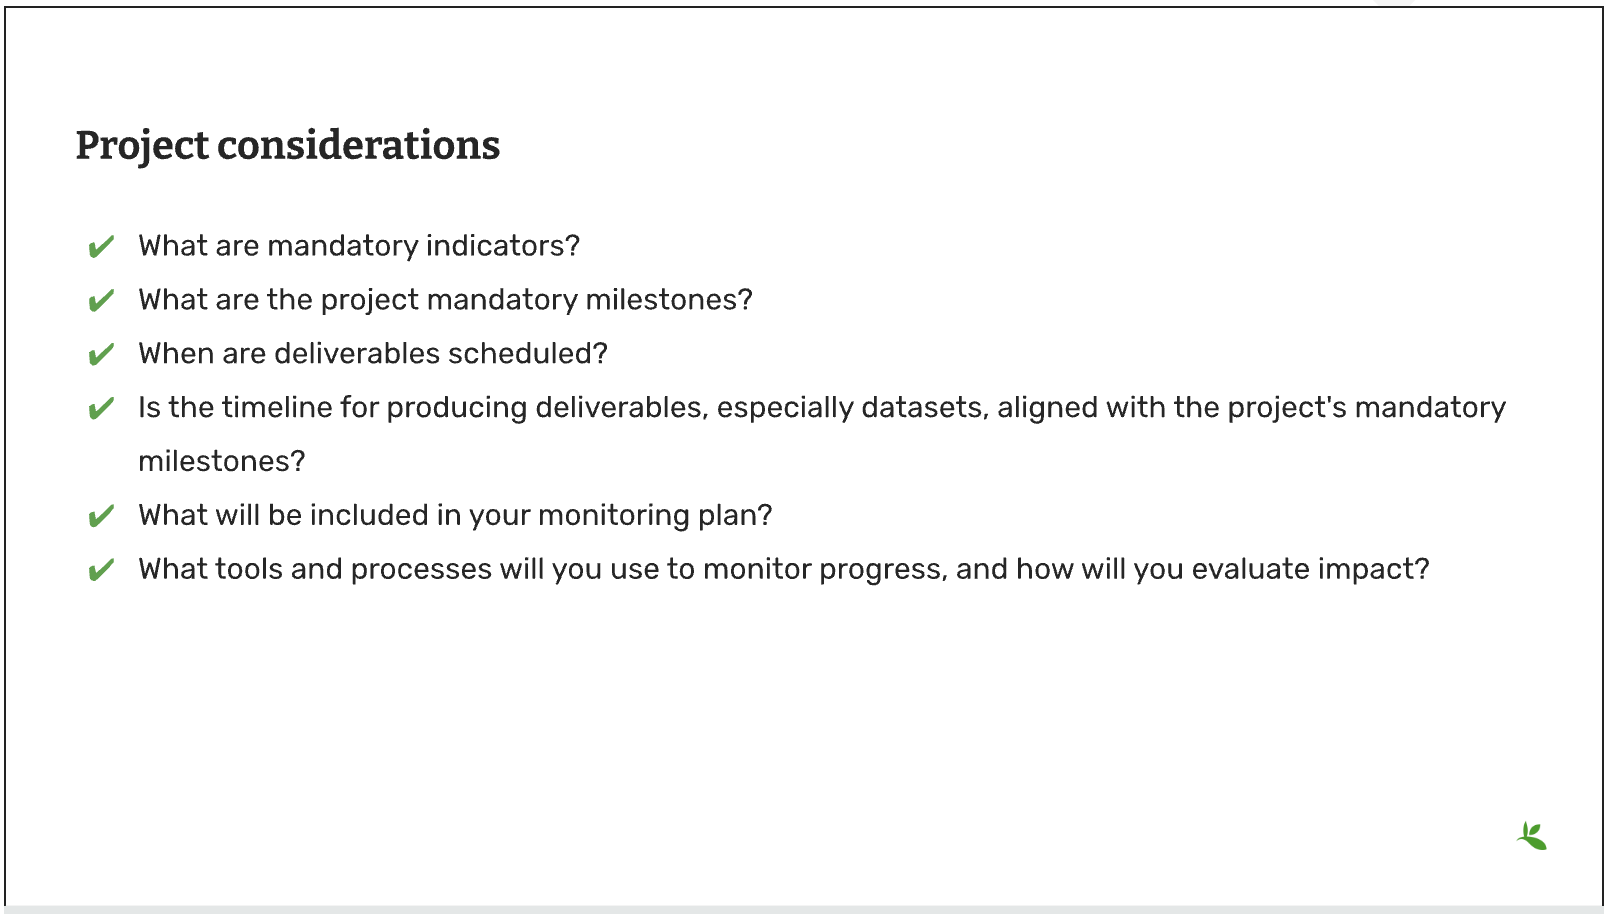 Project considerations
✔ What are mandatory indicators?
✔ What are the project mandatory milestones?
✔ When are deliverables scheduled?
✔ Is the timeline for producing deliverables, especially datasets, aligned with the project's mandatory
milestones?
✔ What will be included in your monitoring plan?
✔ What tools and processes will you use to monitor progress, and how will you evaluate impact?